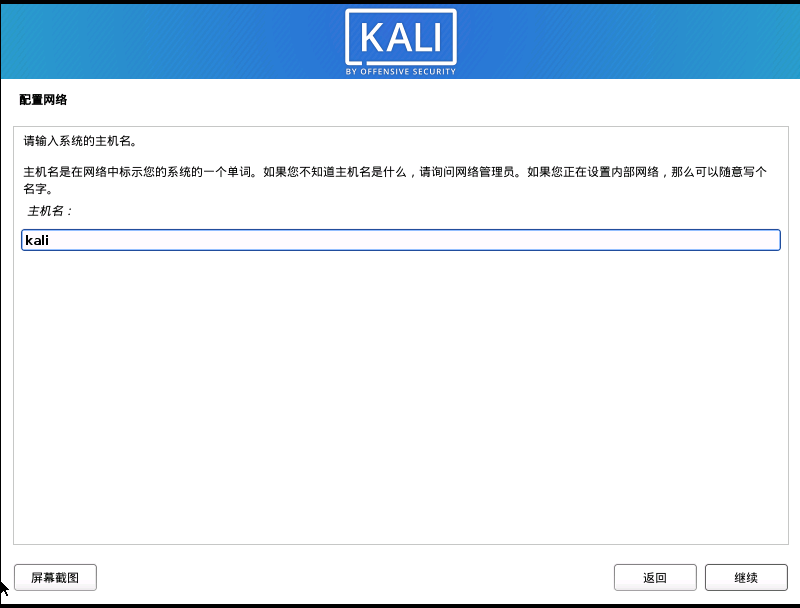 KALI
BY OFFENSIVE SECURITY
配置网络
请输入系统的主机名。
主机名是在网络中标示您的系统的一个单词。如果您不知道主机名是什么，请询问网络管理员。如果您正在设置内部网络，那么可以随意写个
名字。
主机名：
kali
屏幕截图
返回
继续